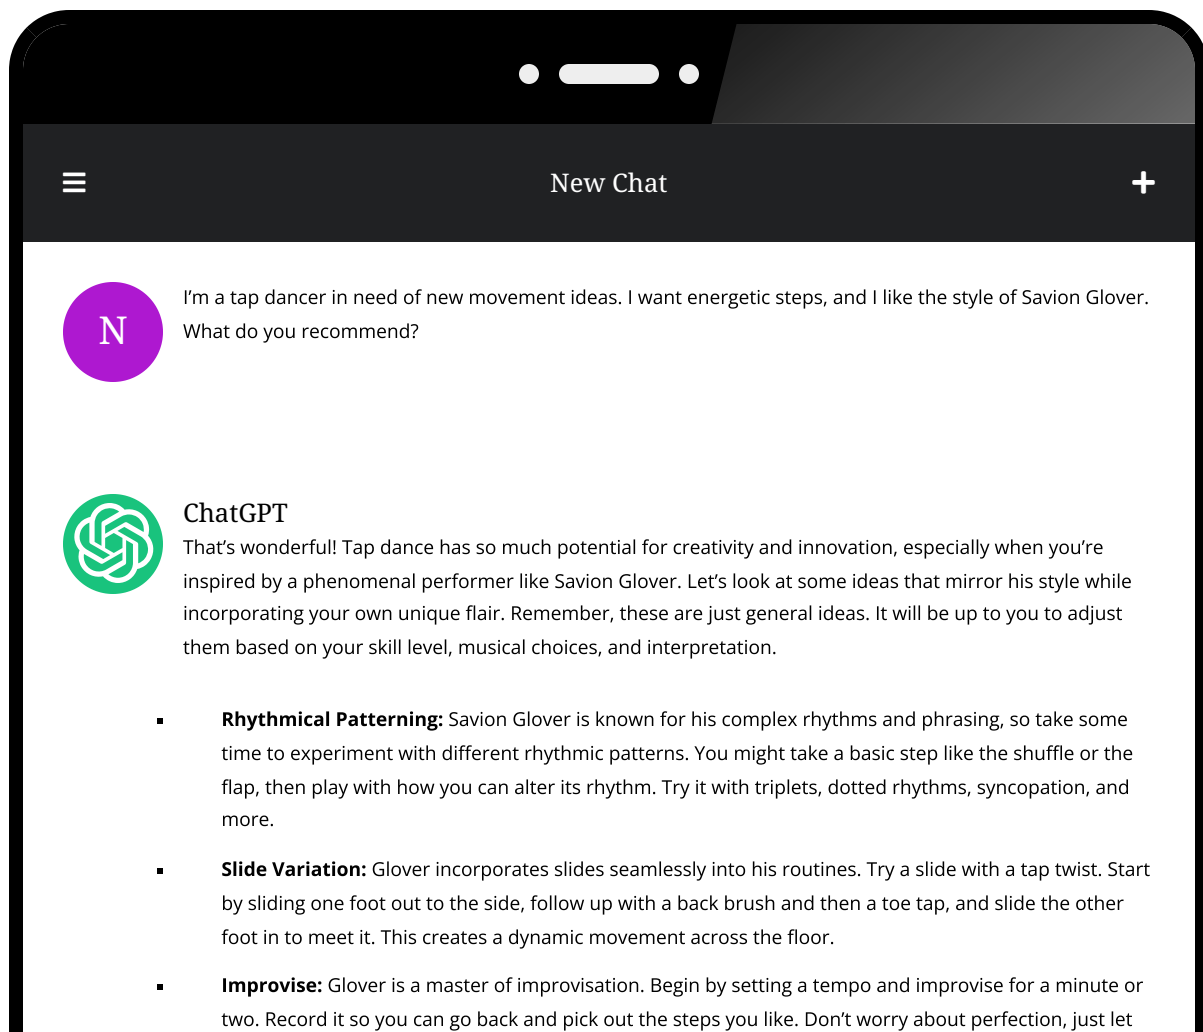 New Chat
N
I’m a tap dancer in need of new movement ideas. I want energetic steps, and I like the style of Savion Glover.
What do you recommend?
ChatGPT
That’s wonderful! Tap dance has so much potential for creativity and innovation, especially when you’re
inspired by a phenomenal performer like Savion Glover. Let’s look at some ideas that mirror his style while
incorporating your own unique flair. Remember, these are just general ideas. It will be up to you to adjust
them based on your skill level, musical choices, and interpretation.
▪ Rhythmical Patterning: Savion Glover is known for his complex rhythms and phrasing, so take some
time to experiment with different rhythmic patterns. You might take a basic step like the shuffle or the
flap, then play with how you can alter its rhythm. Try it with triplets, dotted rhythms, syncopation, and
more.
▪ Slide Variation: Glover incorporates slides seamlessly into his routines. Try a slide with a tap twist. Start
by sliding one foot out to the side, follow up with a back brush and then a toe tap, and slide the other
foot in to meet it. This creates a dynamic movement across the floor.
▪ Improvise: Glover is a master of improvisation. Begin by setting a tempo and improvise for a minute or
two. Record it so you can go back and pick out the steps you like. Don’t worry about perfection, just let